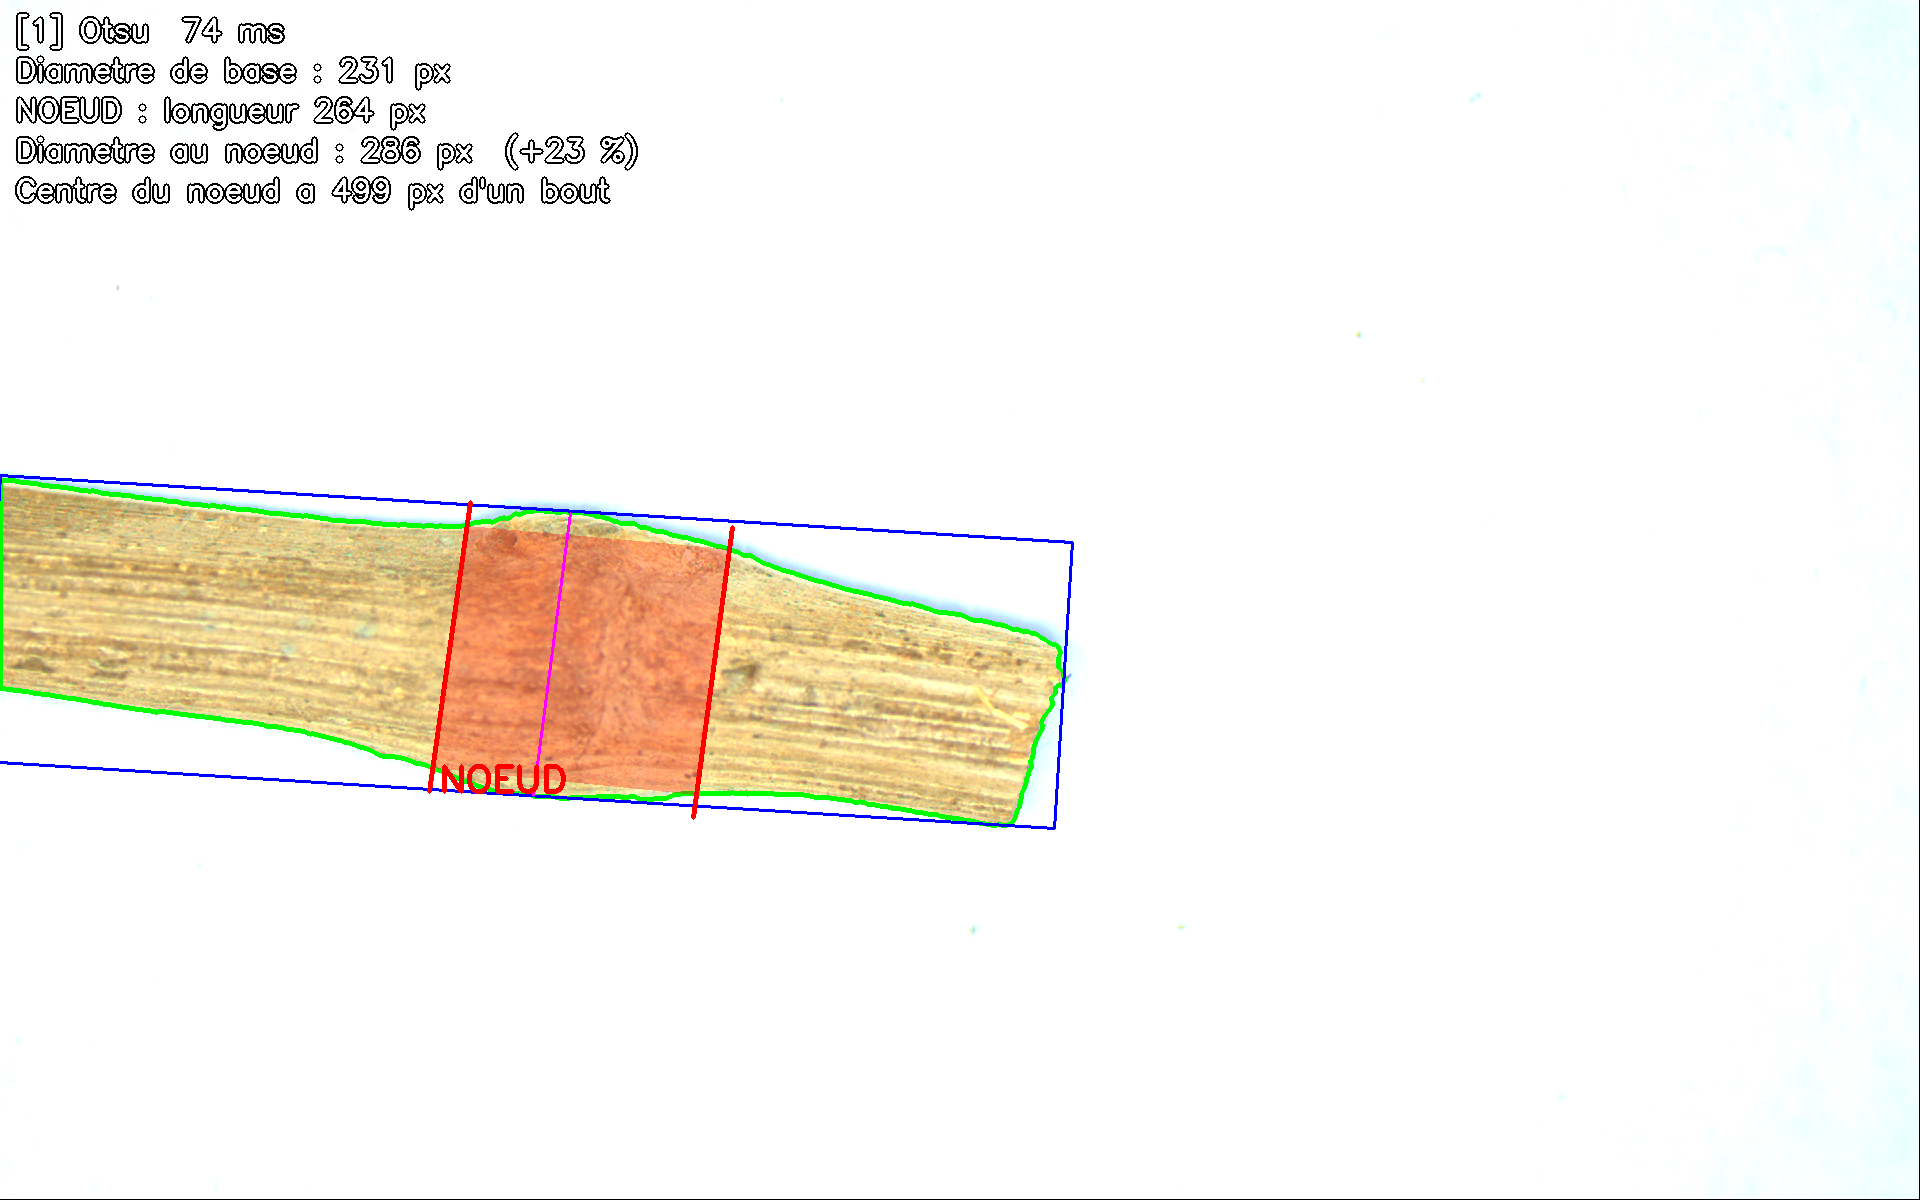 [1] Otsu 74 ms
Diametre de base : 231 px
NOEUD : longueur 264 px
Diametre au noeud : 286 px (+23 %)
Centre du noeud a 499 px d'un bout
NOEUD